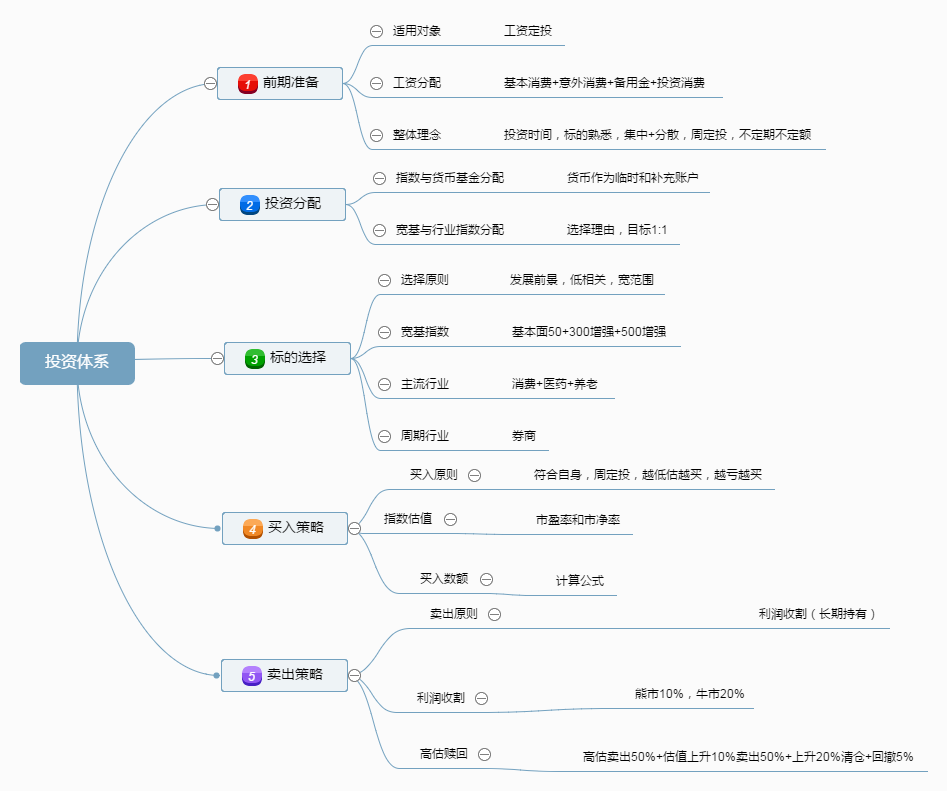 投资体系
1 前期准备
适用对象 工资定投
工资分配 基本消费+意外消费+备用金+投资消费
整体理念 投资时间，标的熟悉，集中+分散，周定投，不定期不定额
2 投资分配
指数与货币基金分配 货币作为临时和补充账户
宽基与行业指数分配 选择理由，目标1:1
3 标的选择
选择原则 发展前景，低相关，宽范围
宽基指数 基本面50+300增强+500增强
主流行业 消费+医药+养老
周期行业 券商
4 买入策略
买入原则 符合自身，周定投，越低估越买，越亏越买
指数估值 市盈率和市净率
买入数额 计算公式
5 卖出策略
卖出原则 利润收割（长期持有）
利润收割 熊市10%，牛市20%
高估赎回 高估卖出50%+估值上升10%卖出50%+上升20%清仓+回撤5%